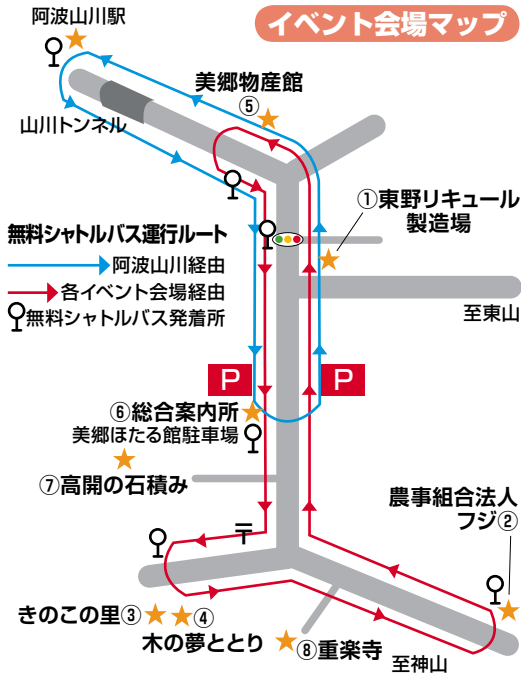 イベント会場マップ
阿波山川駅
美郷物産館
⑤
山川トンネル
①東野リキュール
製造場
無料シャトルバス運行ルート
阿波山川経由
各イベント会場経由
無料シャトルバス発着所
至東山
P
P
⑥総合案内所
美郷ほたる館駐車場
⑦高開の石積み
農事組合法人
フジ②
〒
きのこの里③
④
木の夢ととり
⑧重楽寺
至神山